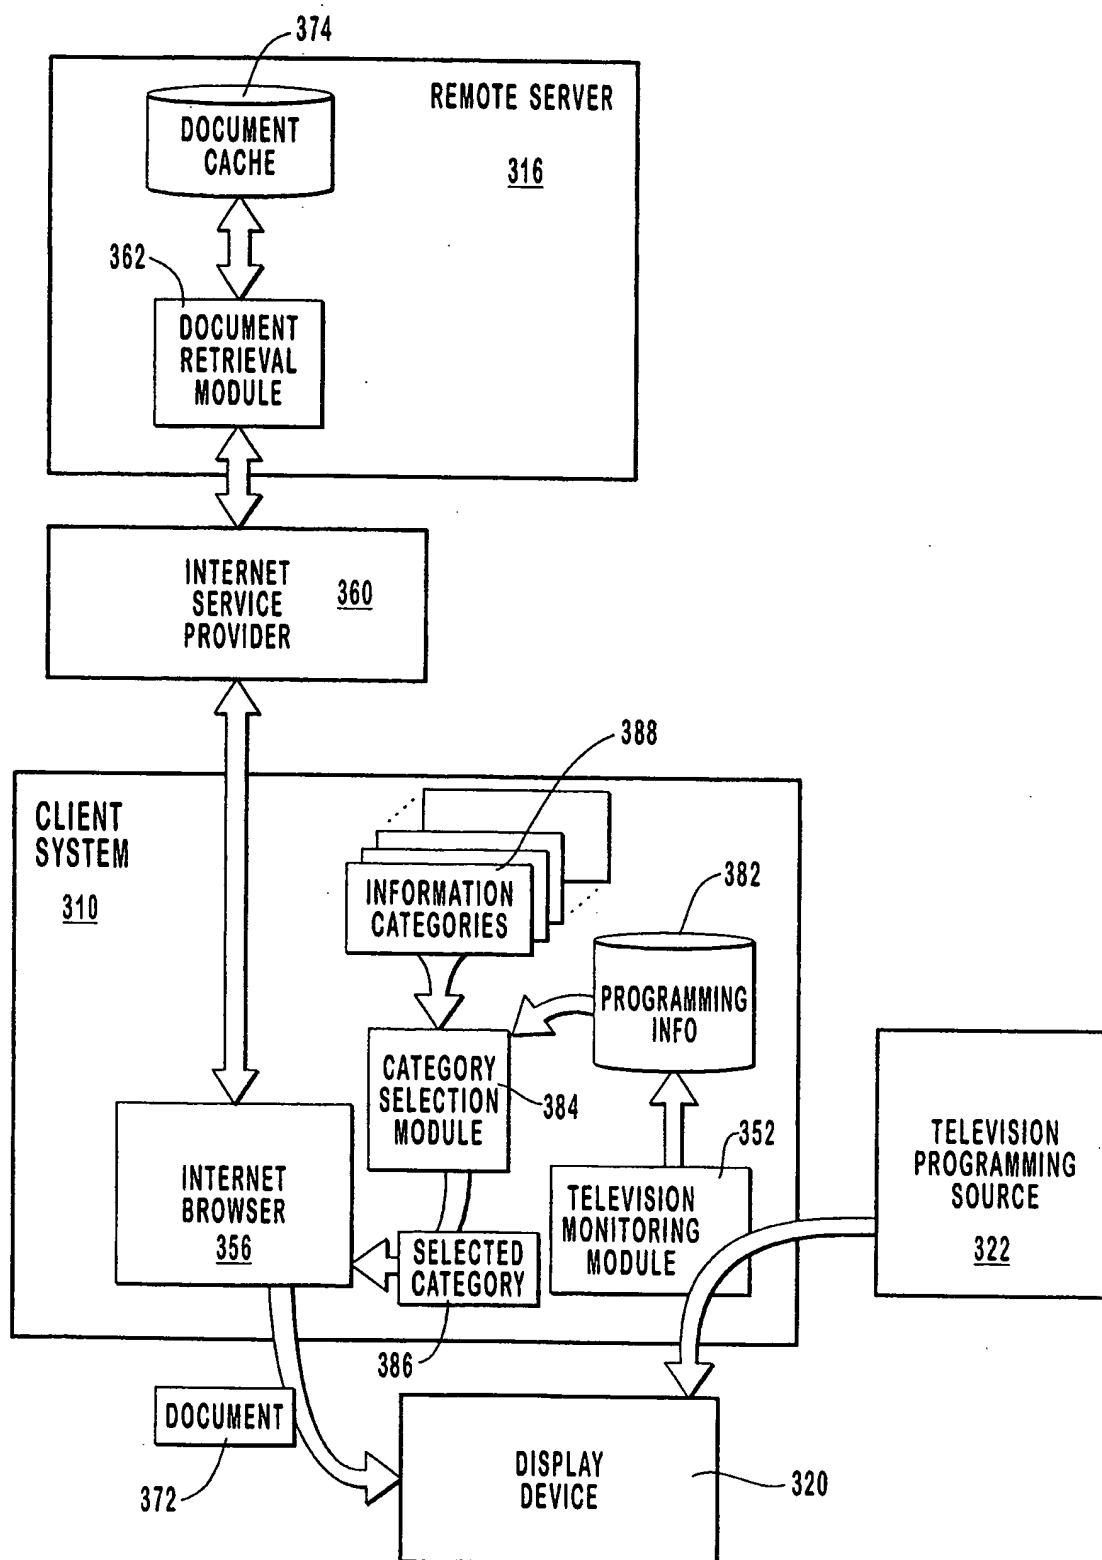 374
REMOTE SERVER
316
DOCUMENT
CACHE
362
DOCUMENT
RETRIEVAL
MODULE
INTERNET
SERVICE
PROVIDER
360
388
CLIENT
SYSTEM
310
INFORMATION
CATEGORIES
382
PROGRAMMING
INFO
CATEGORY
SELECTION
MODULE
384
352
TELEVISION
PROGRAMMING
SOURCE
322
INTERNET
BROWSER
356
TELEVISION
MONITORING
MODULE
SELECTED
CATEGORY
386
DOCUMENT
372
DISPLAY
DEVICE
320